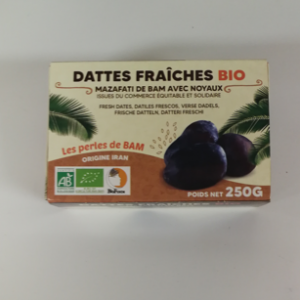 DATTES FRAÎCHES BIO
MAZAFATI DE BAM AVEC NOYAUX
ISSUES DU COMMERCE EQUITABLE ET SOLIDAIRE
FRESH DATES, DATILES FRESCOS, VERSE DADELS,
FRISCHE DATTELN, DATTERI FRESCHI
Les perles de BAM
ORIGINE IRAN
AB
POIDS NET 250G